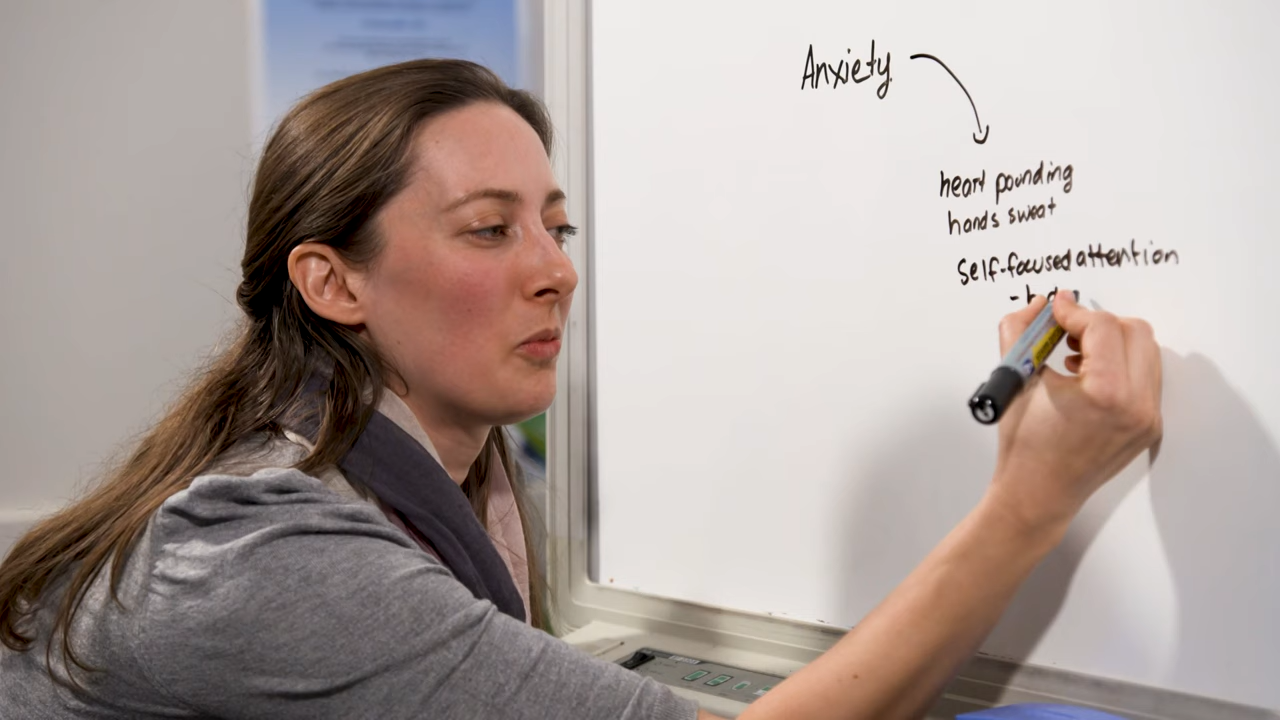 Anxiety
heart pounding
hands sweat
Self-focused attention